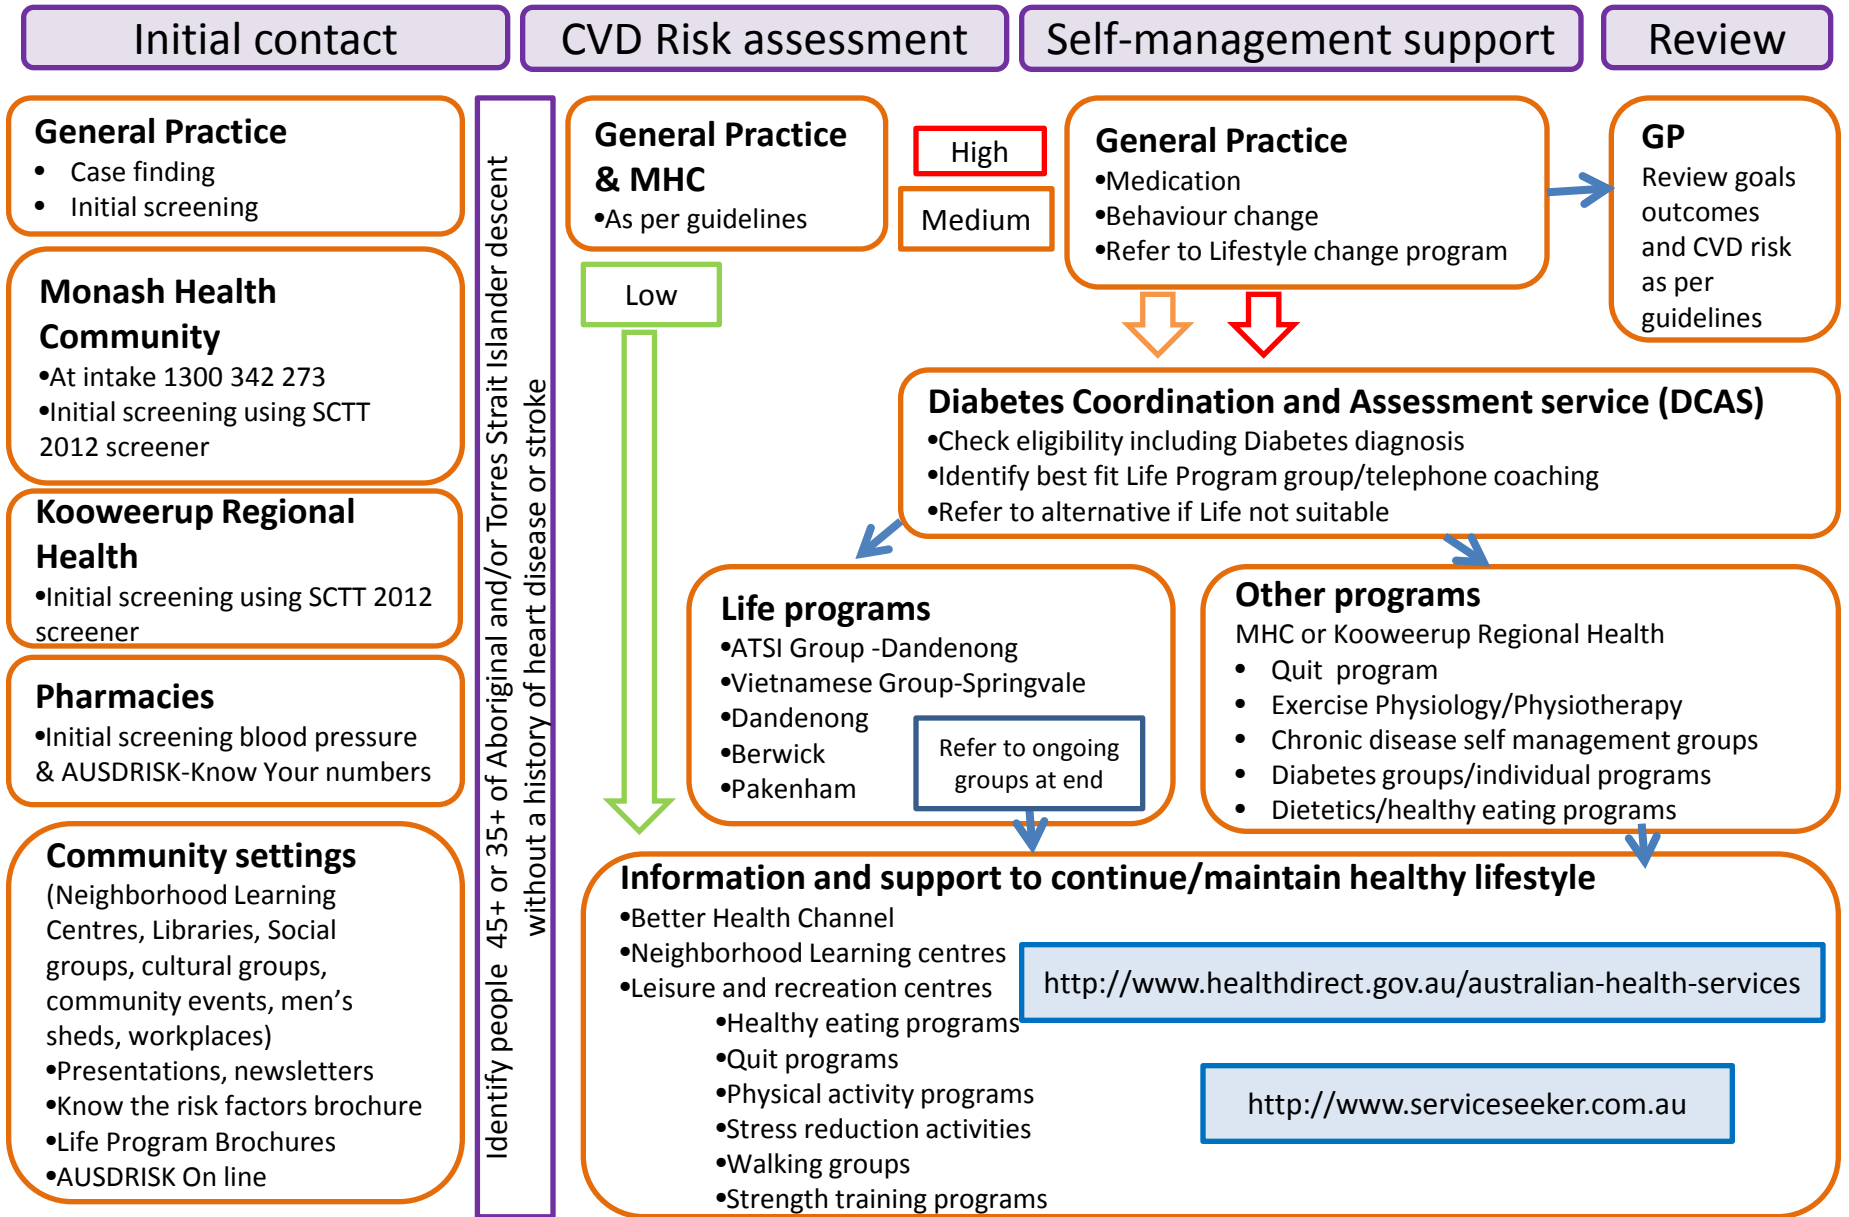 Initial contact
CVD Risk assessment
Self-management support
Review
General Practice
• Case finding
• Initial screening
Monash Health
Community
•At intake 1300 342 273
•Initial screening using SCTT
2012 screener
Kooweerup Regional
Health
•Initial screening using SCTT 2012
screener
Pharmacies
•Initial screening blood pressure
& AUSDRISK-Know Your numbers
Community settings
(Neighborhood Learning
Centres, Libraries, Social
groups, cultural groups,
community events, men’s
sheds, workplaces)
•Presentations, newsletters
•Know the risk factors brochure
•Life Program Brochures
•AUSDRISK On line
Identify people 45+ or 35+ of Aboriginal and/or Torres Strait Islander descent
without a history of heart disease or stroke
General Practice
& MHC
•As per guidelines
High
Medium
Low
General Practice
•Medication
•Behaviour change
•Refer to Lifestyle change program
GP
Review goals
outcomes
and CVD risk
as per
guidelines
Diabetes Coordination and Assessment service (DCAS)
•Check eligibility including Diabetes diagnosis
•Identify best fit Life Program group/telephone coaching
•Refer to alternative if Life not suitable
Life programs
•ATSI Group -Dandenong
•Vietnamese Group-Springvale
•Dandenong
•Berwick
•Pakenham
Refer to ongoing
groups at end
Other programs
MHC or Kooweerup Regional Health
• Quit program
• Exercise Physiology/Physiotherapy
• Chronic disease self management groups
• Diabetes groups/individual programs
• Dietetics/healthy eating programs
Information and support to continue/maintain healthy lifestyle
•Better Health Channel
•Neighborhood Learning centres
•Leisure and recreation centres
•Healthy eating programs
•Quit programs
•Physical activity programs
•Stress reduction activities
•Walking groups
•Strength training programs
http://www.healthdirect.gov.au/australian-health-services
http://www.serviceseeker.com.au